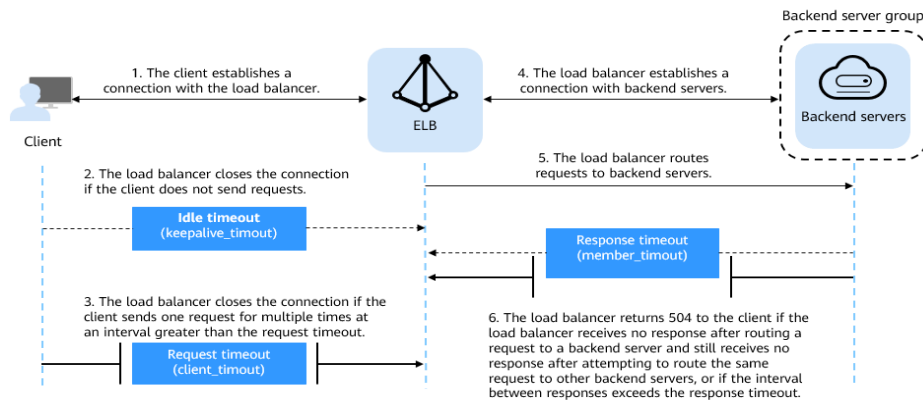 Backend server group
1. The client establishes a
connection with the load balancer.
4. The load balancer establishes a
connection with backend servers.
ELB
Backend servers
Client
2. The load balancer closes the connection
if the client does not send requests.
5. The load balancer routes
requests to backend servers.
Idle timeout
(keepalive_timout)
Response timeout
(member_timout)
3. The load balancer closes the connection if the
client sends one request for multiple times at
an interval greater than the request timeout.
Request timeout
(client_timout)
6. The load balancer returns 504 to the client if the
load balancer receives no response after routing a
request to a backend server and still receives no
response after attempting to route the same
request to other backend servers, or if the interval
between responses exceeds the response timeout.